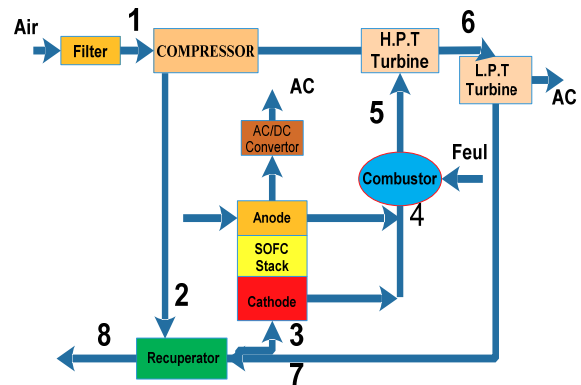 Air
1
6
Filter
COMPRESSOR
H.P.T
Turbine
L.P.T
Turbine
AC
AC
5
AC/DC
Convertor
Feul
Combustor
4
Anode
SOFC
Stack
Cathode
2
3
8
Recuperator
7